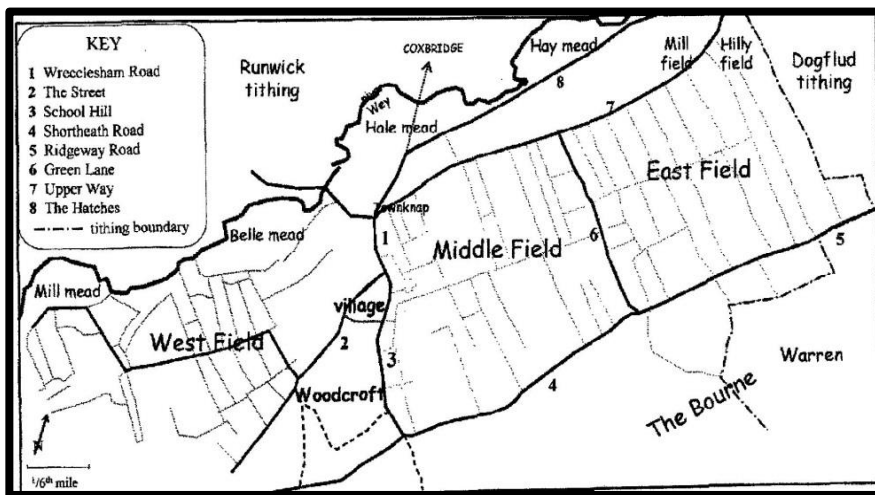 KEY
1 Wrecclesham Road
2 The Street
3 School Hill
4 Shortheath Road
5 Ridgeway Road
6 Green Lane
7 Upper Way
8 The Hatches
tithing boundary
Runwick
tithing
COXBRIDGE
Hay mead
8
Mill
field
Hilly
field
Dogflud
tithing
Wey
Hale mead
7
East Field
Townknap
Belle mead
1
Middle Field
6
5
Mill mead
village
West Field
2
3
Woodcroft
4
Warren
The Bourne
N
1/6th mile